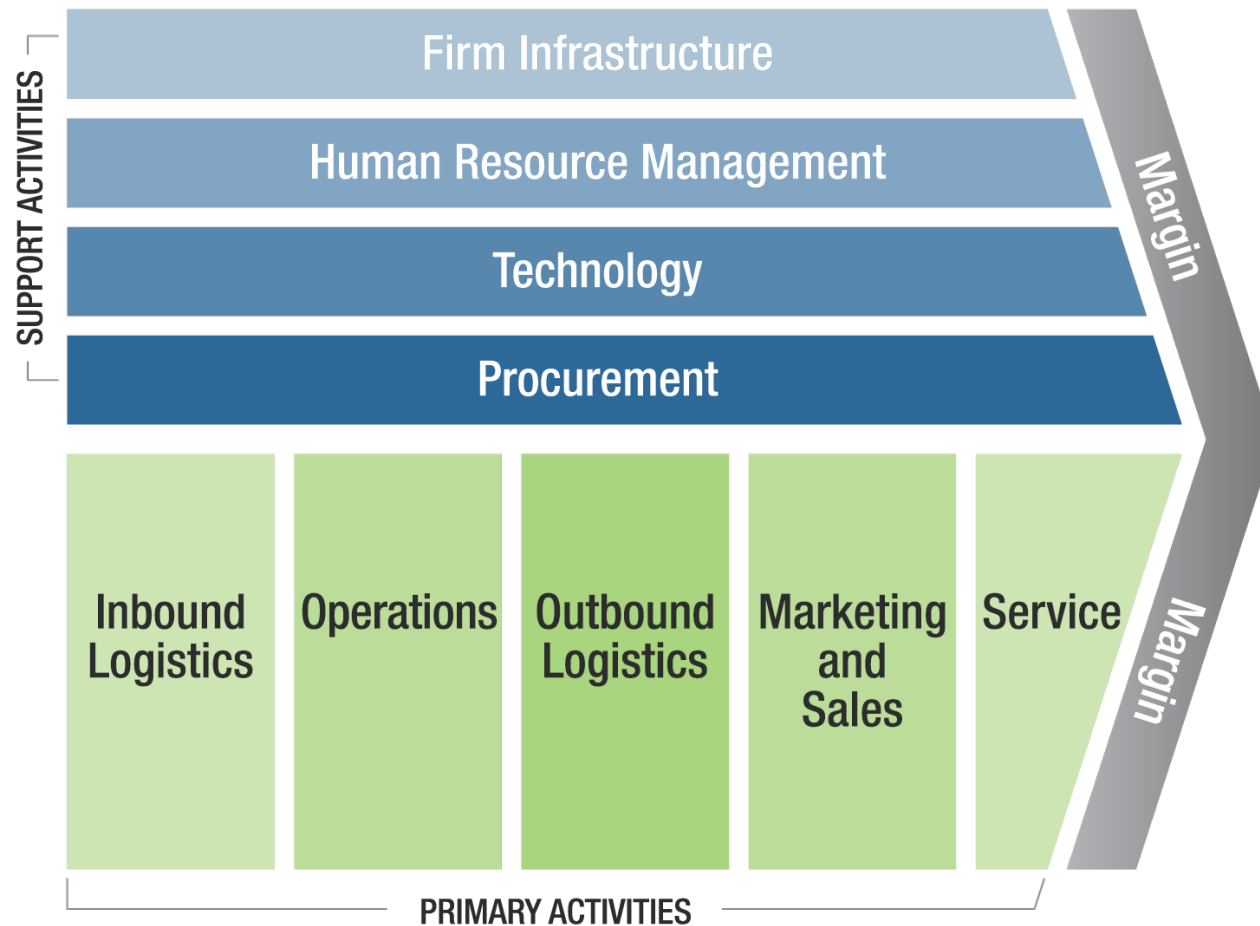 SUPPORT ACTIVITIES
Firm Infrastructure
Human Resource Management
Technology
Procurement
Margin
Inbound
Logistics
Operations
Outbound
Logistics
Marketing
and
Sales
Service
Margin
PRIMARY ACTIVITIES